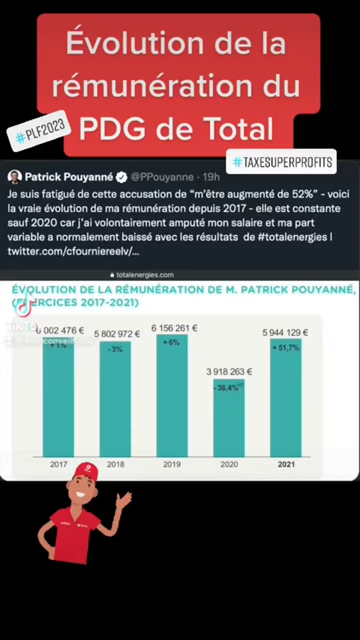 Évolution de la
rémunération du
PDG de Total
#PLF2023
#TAXESUPERPROFITS
Patrick Pouyanné @PPouyanne · 19h
Je suis fatigué de cette accusation de "m'être augmenté de 52%" - voici
la vraie évolution de ma rémunération depuis 2017 - elle est constante
sauf 2020 car j'ai volontairement amputé mon salaire et ma part
variable a normalement baissé avec les résultats de #totalenergies !
twitter.com/cfourniereelv/...
totalenergies.com
ÉVOLUTION DE LA RÉMUNÉRATION DE M. PATRICK POUYANNÉ,
(EXERCICES 2017-2021)
6 002 476 € 5 802 972 € 6 156 261 € 3 918 263 € 5 944 129 €
+1% -3% +6% -36,4% +51,7%
TikTok
2017 2018 2019 2020 2021